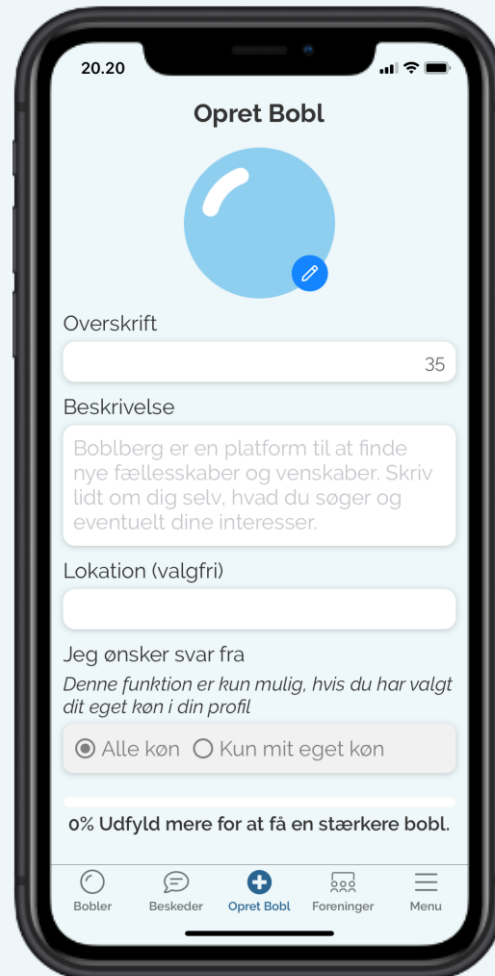 20.20
Opret Bobl
Overskrift
35
Beskrivelse
Boblberg er en platform til at finde
nye fællesskaber og venskaber. Skriv
lidt om dig selv, hvad du søger og
eventuelt dine interesser.
Lokation (valgfri)
Jeg ønsker svar fra
Denne funktion er kun mulig, hvis du har valgt
dit eget køn i din profil
Alle køn Kun mit eget køn
0% Udfyld mere for at få en stærkere bobl.
Bobler Beskeder Opret Bobl Foreninger Menu